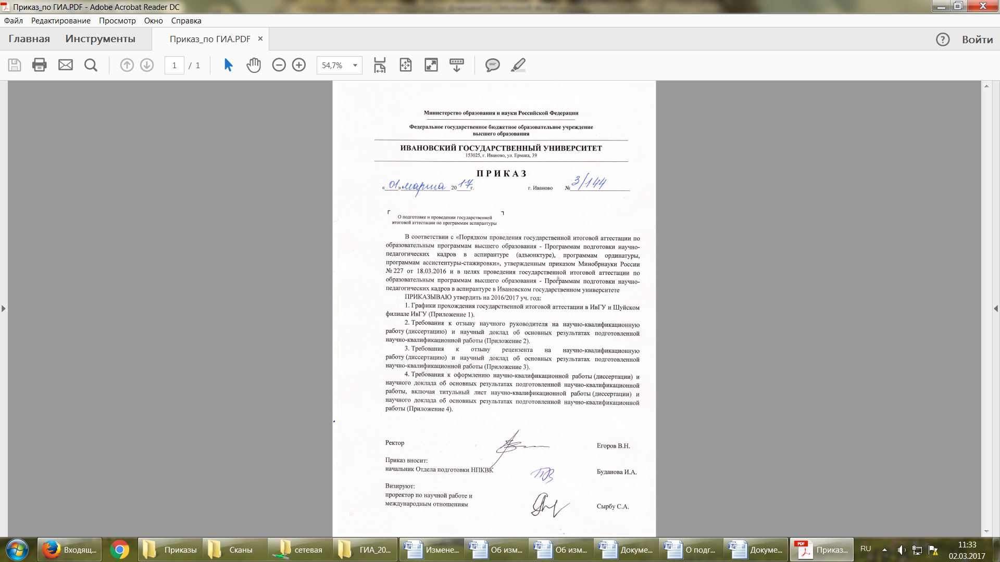 Приказ_по ГИА.PDF - Adobe Acrobat Reader DC
Файл Редактирование Просмотр Окно Справка
Главная Инструменты Приказ_по ГИА.PDF × ? Войти
1 / 1 54,7%
Министерство образования и науки Российской Федерации
Федеральное государственное бюджетное образовательное учреждение
высшего образования
ИВАНОВСКИЙ ГОСУДАРСТВЕННЫЙ УНИВЕРСИТЕТ
153025, г. Иваново, ул. Ермака, 39
П Р И К А З
«01» марта 2017г. г. Иваново № 3/144
О подготовке и проведении государственной
итоговой аттестации по программам аспирантуры
В соответствии с «Порядком проведения государственной итоговой аттестации по
образовательным программам высшего образования - Программам подготовки научно-
педагогических кадров в аспирантуре (адъюнктуре), программам ординатуры,
программам ассистентуры-стажировки», утвержденным приказом Минобрнауки России
№ 227 от 18.03.2016 и в целях проведения государственной итоговой аттестации по
образовательным программам высшего образования - Программам подготовки научно-
педагогических кадров в аспирантуре в Ивановском государственном университете
ПРИКАЗЫВАЮ утвердить на 2016/2017 уч. год:
1. Графики прохождения государственной итоговой аттестации в ИвГУ и Шуйском
филиале ИвГУ (Приложение 1).
2. Требования к отзыву научного руководителя на научно-квалификационную
работу (диссертацию) и научный доклад об основных результатах подготовленной
научно-квалификационной работы (Приложение 2).
3. Требования к отзыву рецензента на научно-квалификационную
работу (диссертацию) и научный доклад об основных результатах подготовленной
научно-квалификационной работы (Приложение 3).
4. Требования к оформлению научно-квалификационной работы (диссертации) и
научного доклада об основных результатах подготовленной научно-квалификационной
работы, включая титульный лист научно-квалификационной работы (диссертации) и
научного доклада об основных результатах подготовленной научно-квалификационной
работы (Приложение 4).
Ректор Егоров В.Н.
Приказ вносит:
начальник Отдела подготовки НПКВК Буданова И.А.
Визируют:
проректор по научной работе и
международным отношениям Сырбу С.А.
Входящ... Приказы Сканы сетевая ГИА_20... Измене... Об изм... Об изм... Докуме... О подг... Докуме... Приказ... RU 11:33
02.03.2017